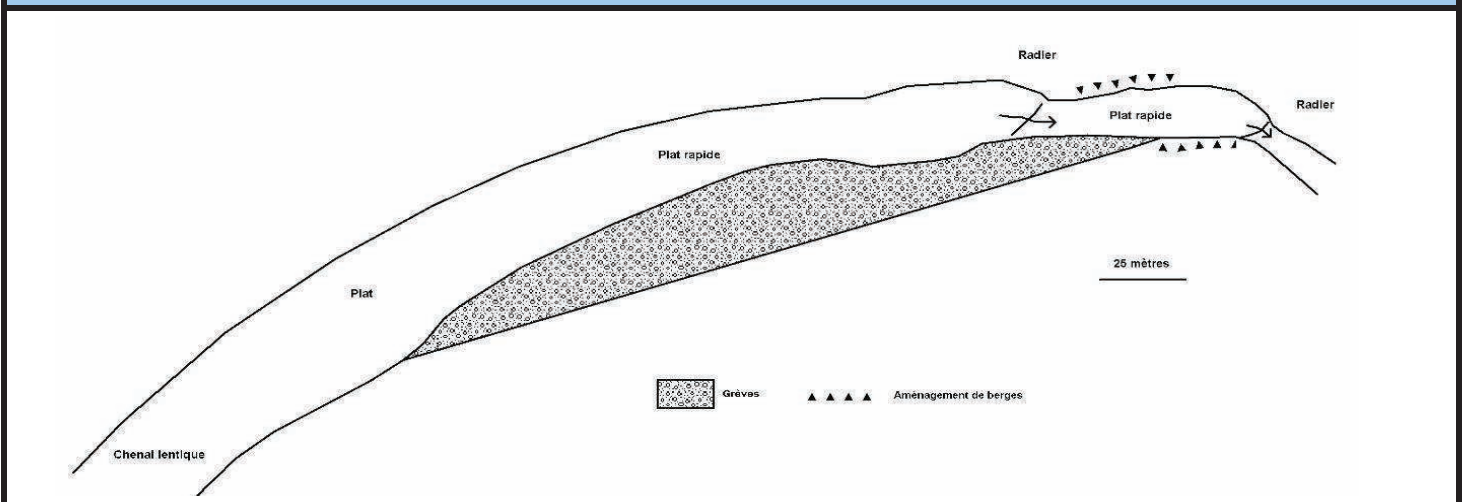 Radier
Radier
Plat rapide
Plat rapide
25 mètres
Plat
Grèves
Aménagement de berges
Chenal lentique